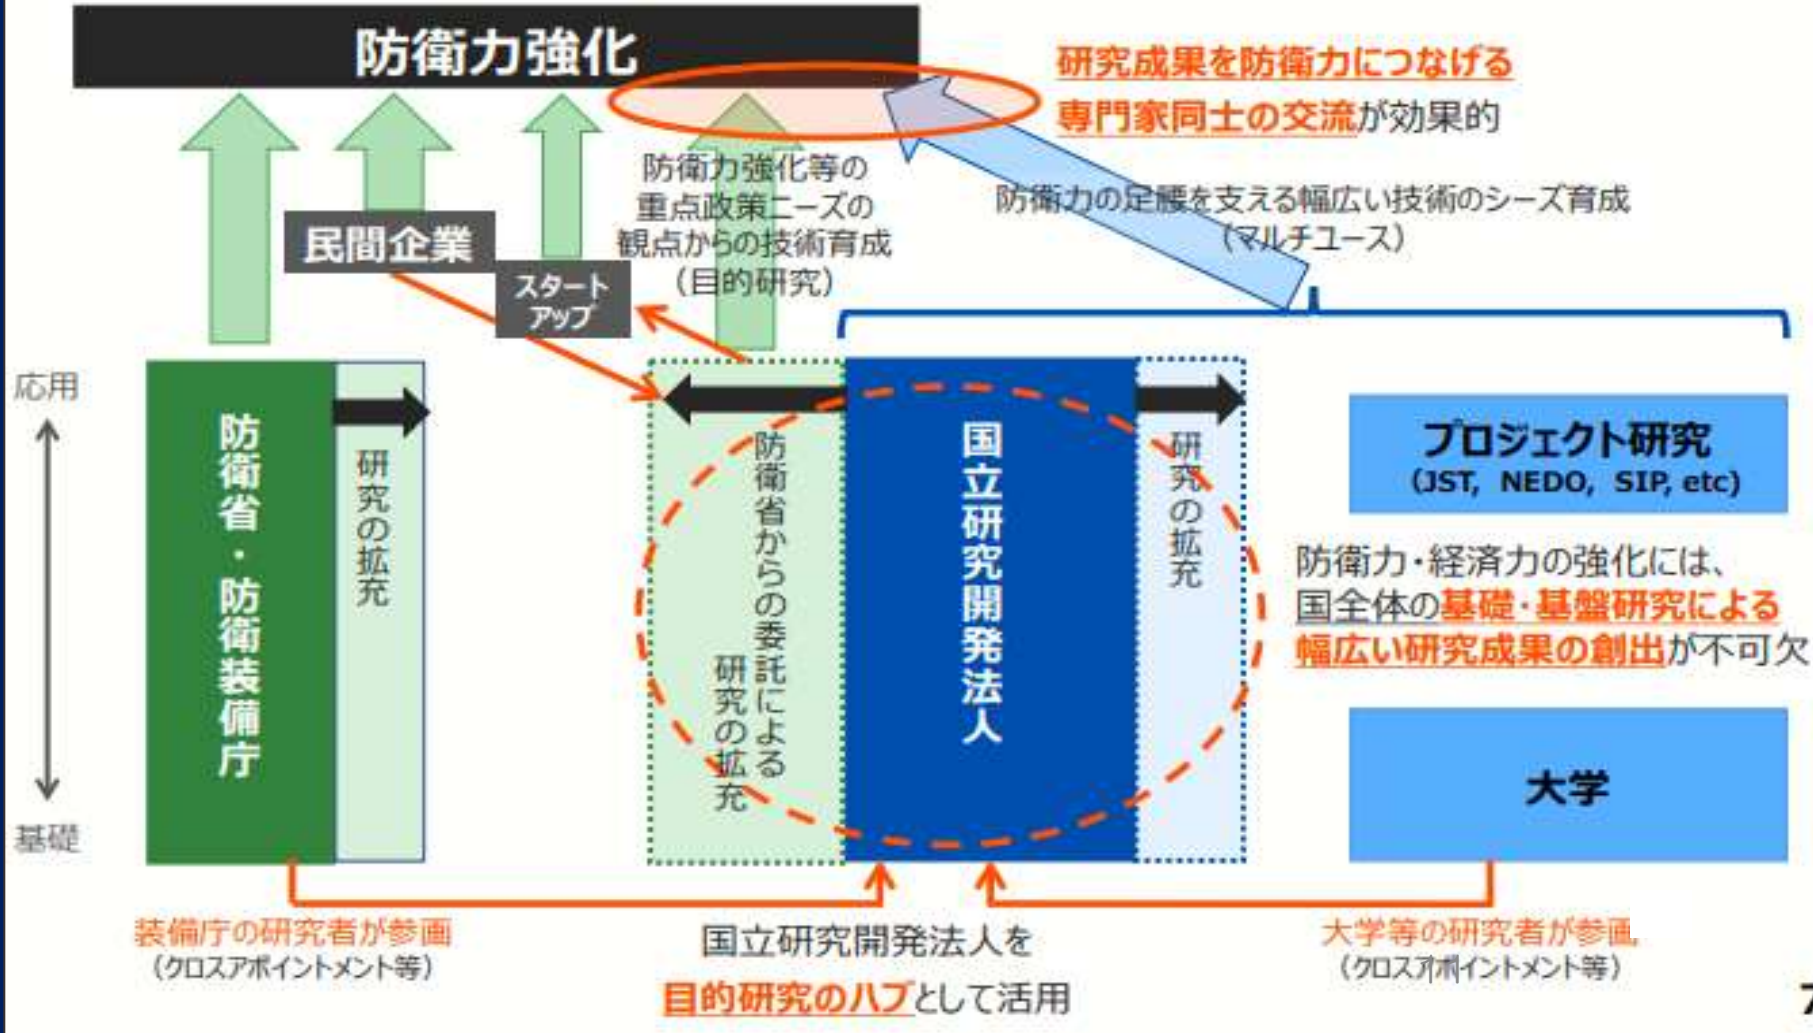 防衛力強化
研究成果を防衛力につなげる
専門家同士の交流が効果的
防衛力強化等の
重点政策ニーズの
観点からの技術育成
（目的研究）
防衛力の足腰を支える幅広い技術のシーズ育成
（マルチユース）
民間企業
スタート
アップ
応用
基礎
防衛省・防衛装備庁
研究の拡充
防衛省からの委託による
研究の拡充
国立研究開発法人
研究の拡充
プロジェクト研究
（JST, NEDO, SIP, etc）
防衛力・経済力の強化には、
国全体の基礎・基盤研究による
幅広い研究成果の創出が不可欠
大学
装備庁の研究者が参画
（クロスアポイントメント等）
国立研究開発法人を
目的研究のハブとして活用
大学等の研究者が参画
（クロスアポイントメント等）
7